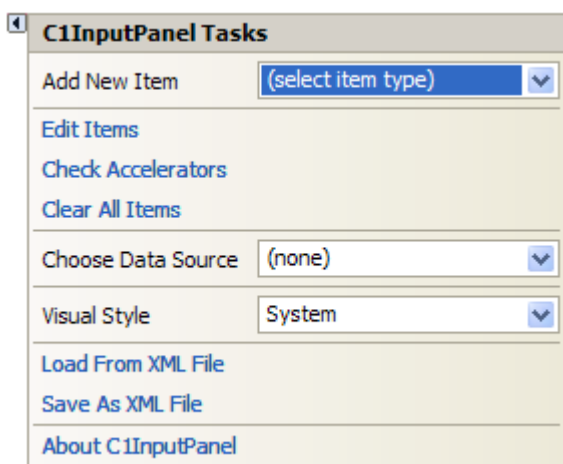 C1InputPanel Tasks
Add New Item (select item type)
Edit Items
Check Accelerators
Clear All Items
Choose Data Source (none)
Visual Style System
Load From XML File
Save As XML File
About C1InputPanel